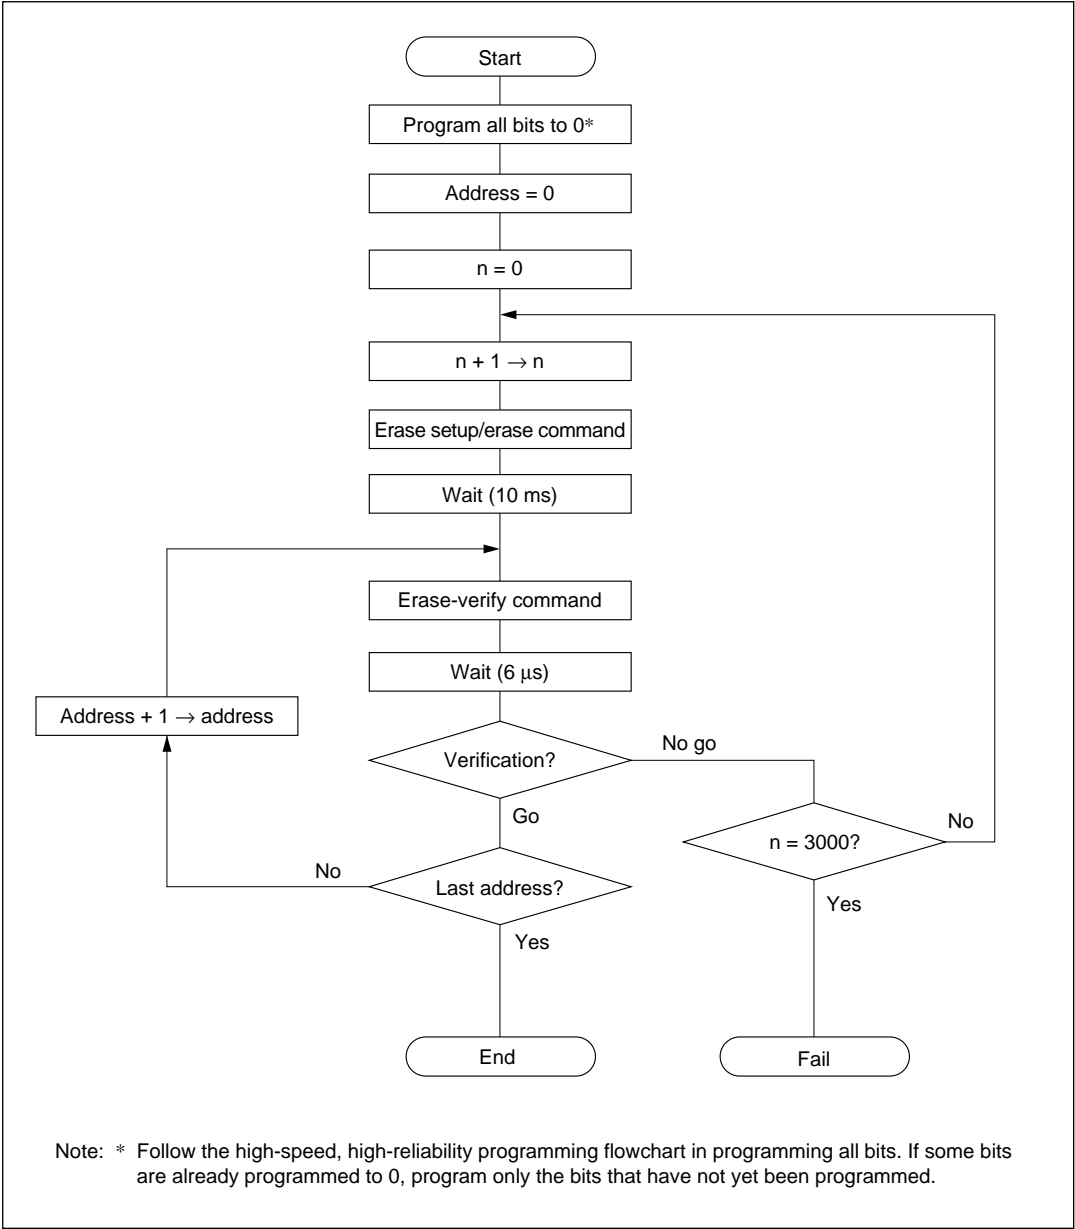 Start
Program all bits to 0*
Address = 0
n = 0
n + 1 → n
Erase setup/erase command
Wait (10 ms)
Erase-verify command
Wait (6 μs)
Address + 1 → address
Verification?
No go
Go
n = 3000?
No
No
Last address?
Yes
Yes
End
Fail
Note: * Follow the high-speed, high-reliability programming flowchart in programming all bits. If some bits
are already programmed to 0, program only the bits that have not yet been programmed.